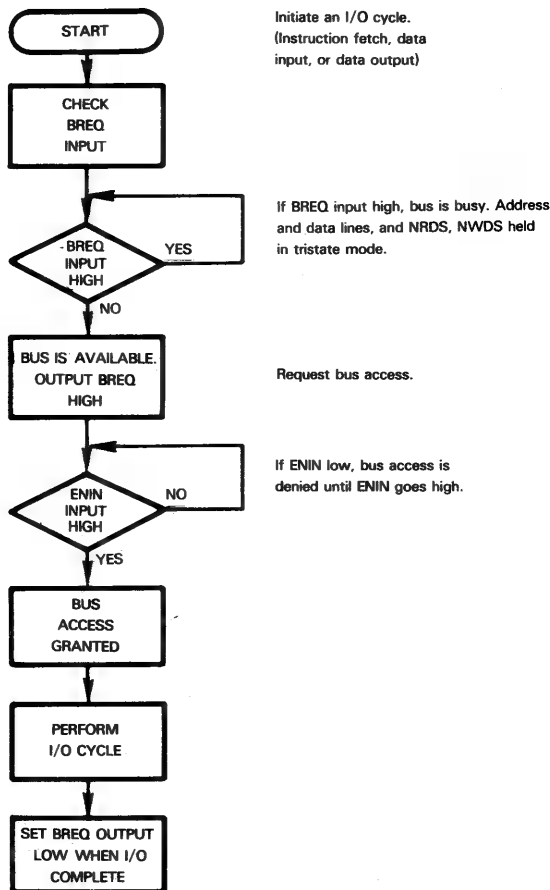 START
Initiate an I/O cycle.
(Instruction fetch, data
input, or data output)
CHECK
BREQ
INPUT
If BREQ input high, bus is busy. Address
and data lines, and NRDS, NWDS held
in tristate mode.
BREQ
INPUT
HIGH
YES
NO
BUS IS AVAILABLE.
OUTPUT BREQ
HIGH
Request bus access.
If ENIN low, bus access is
denied until ENIN goes high.
ENIN
INPUT
HIGH
NO
YES
BUS
ACCESS
GRANTED
PERFORM
I/O CYCLE
SET BREQ OUTPUT
LOW WHEN I/O
COMPLETE